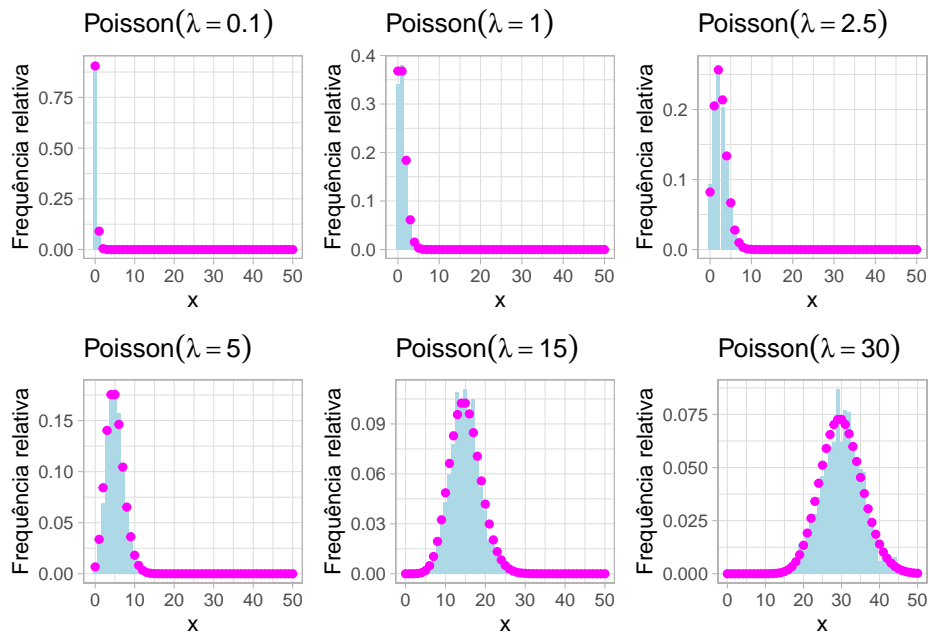 Poisson(λ = 0.1)
Frequência relativa
0.75
0.50
0.25
0.00
0 10 20 30 40 50
x
Poisson(λ = 1)
Frequência relativa
0.4
0.3
0.2
0.1
0.0
0 10 20 30 40 50
x
Poisson(λ = 2.5)
Frequência relativa
0.2
0.1
0.0
0 10 20 30 40 50
x
Poisson(λ = 5)
Frequência relativa
0.15
0.10
0.05
0.00
0 10 20 30 40 50
x
Poisson(λ = 15)
Frequência relativa
0.09
0.06
0.03
0.00
0 10 20 30 40 50
x
Poisson(λ = 30)
Frequência relativa
0.075
0.050
0.025
0.000
0 10 20 30 40 50
x